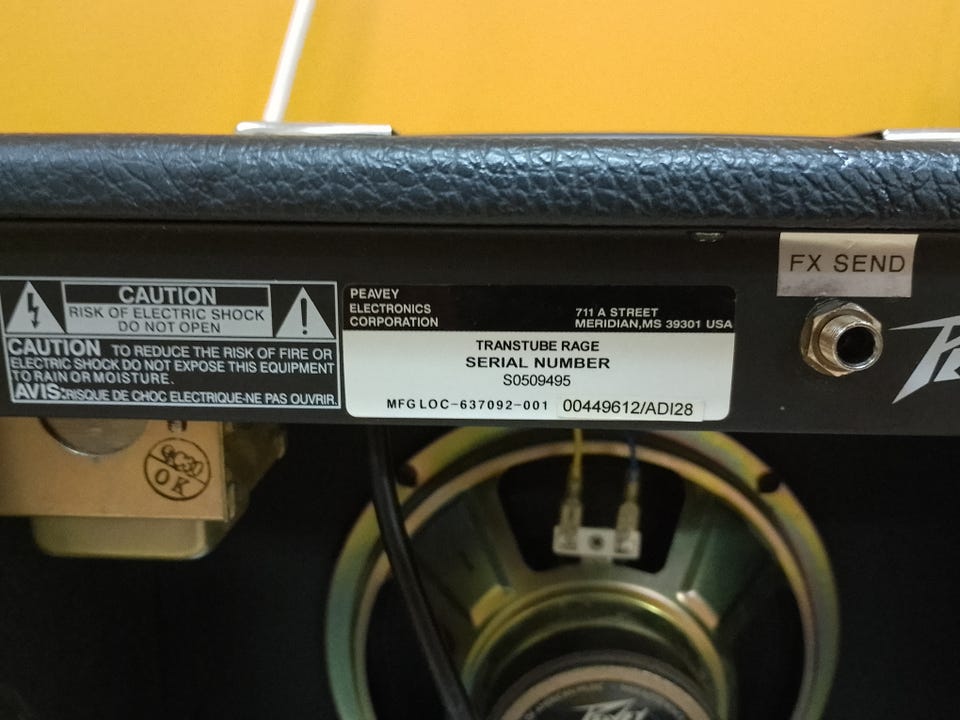 FX SEND
CAUTION
RISK OF ELECTRIC SHOCK
DO NOT OPEN
CAUTION TO REDUCE THE RISK OF FIRE OR
ELECTRIC SHOCK DO NOT EXPOSE THIS EQUIPMENT
TO RAIN OR MOISTURE.
AVIS:RISQUE DE CHOC ELECTRIQUE-NE PAS OUVRIR.
PEAVEY
ELECTRONICS
CORPORATION
711 A STREET
MERIDIAN,MS 39301 USA
TRANSTUBE RAGE
SERIAL NUMBER
S0509495
MFG LOC-637092-001 00449612/ADI28
OK
PEAVEY